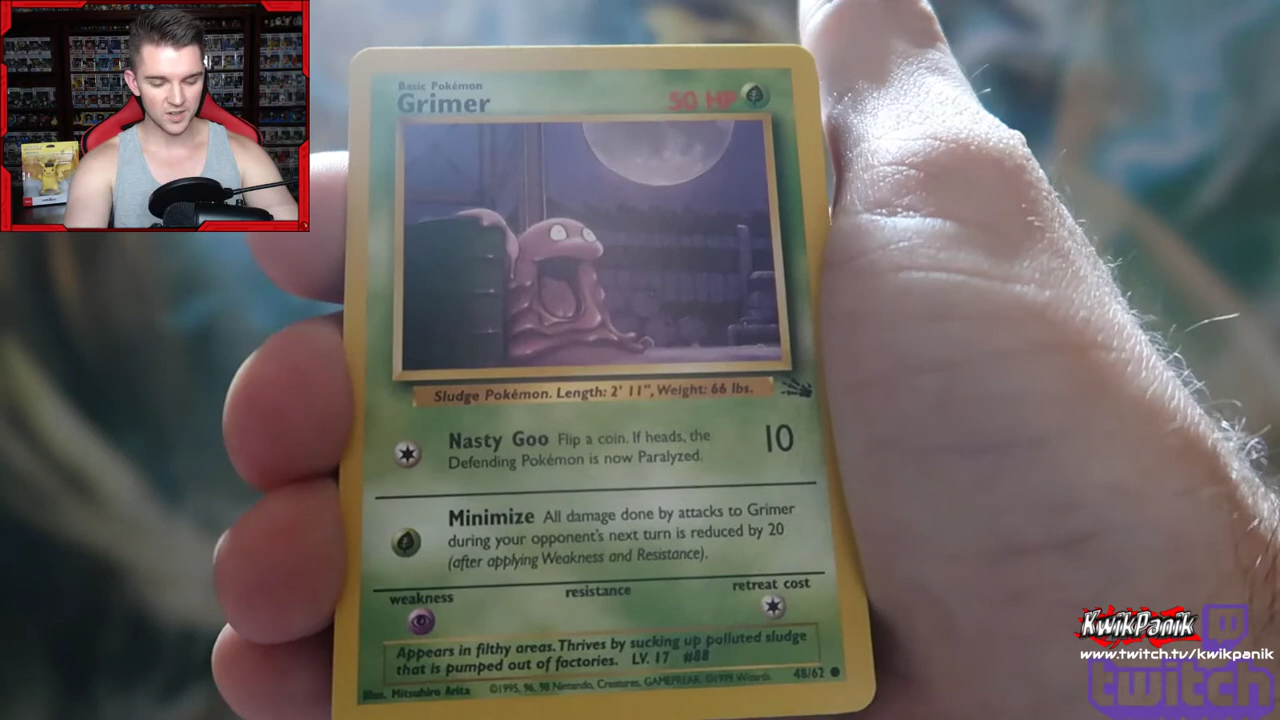 Basic Pokémon
Grimer
50 HP
Sludge Pokémon. Length: 2' 11", Weight: 66 lbs.
Nasty Goo Flip a coin. If heads, the
Defending Pokémon is now Paralyzed.
10
Minimize All damage done by attacks to Grimer
during your opponent's next turn is reduced by 20
(after applying Weakness and Resistance).
weakness
resistance
retreat cost
Appears in filthy areas. Thrives by sucking up polluted sludge
that is pumped out of factories. LV. 17 #88
Illus. Mitsuhiro Arita ©1995, 96, 98 Nintendo, Creatures, GAMEFREAK. ©1999 Wizards. 48/62
KwikPanik
www.twitch.tv/kwikpanik
twitch